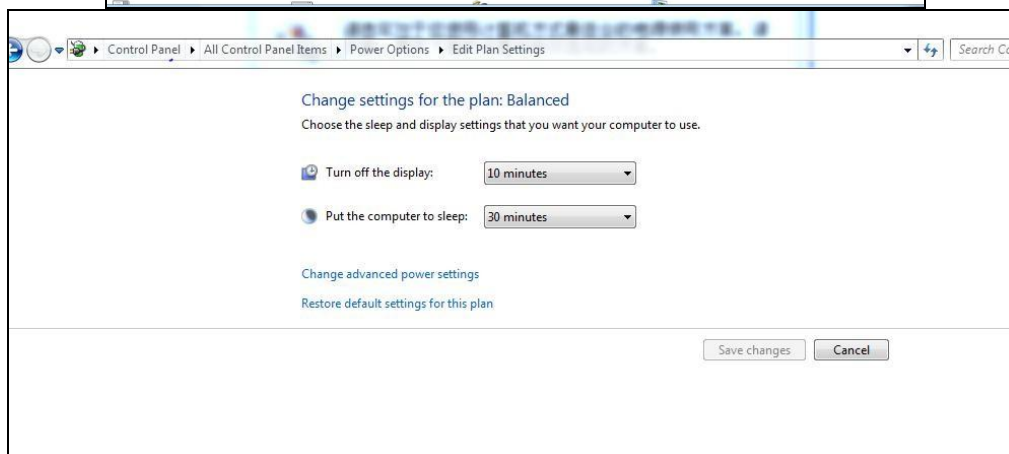 Control Panel ▸ All Control Panel Items ▸ Power Options ▸ Edit Plan Settings
Search Co
Change settings for the plan: Balanced
Choose the sleep and display settings that you want your computer to use.
Turn off the display: 10 minutes
Put the computer to sleep: 30 minutes
Change advanced power settings
Restore default settings for this plan
Save changes Cancel